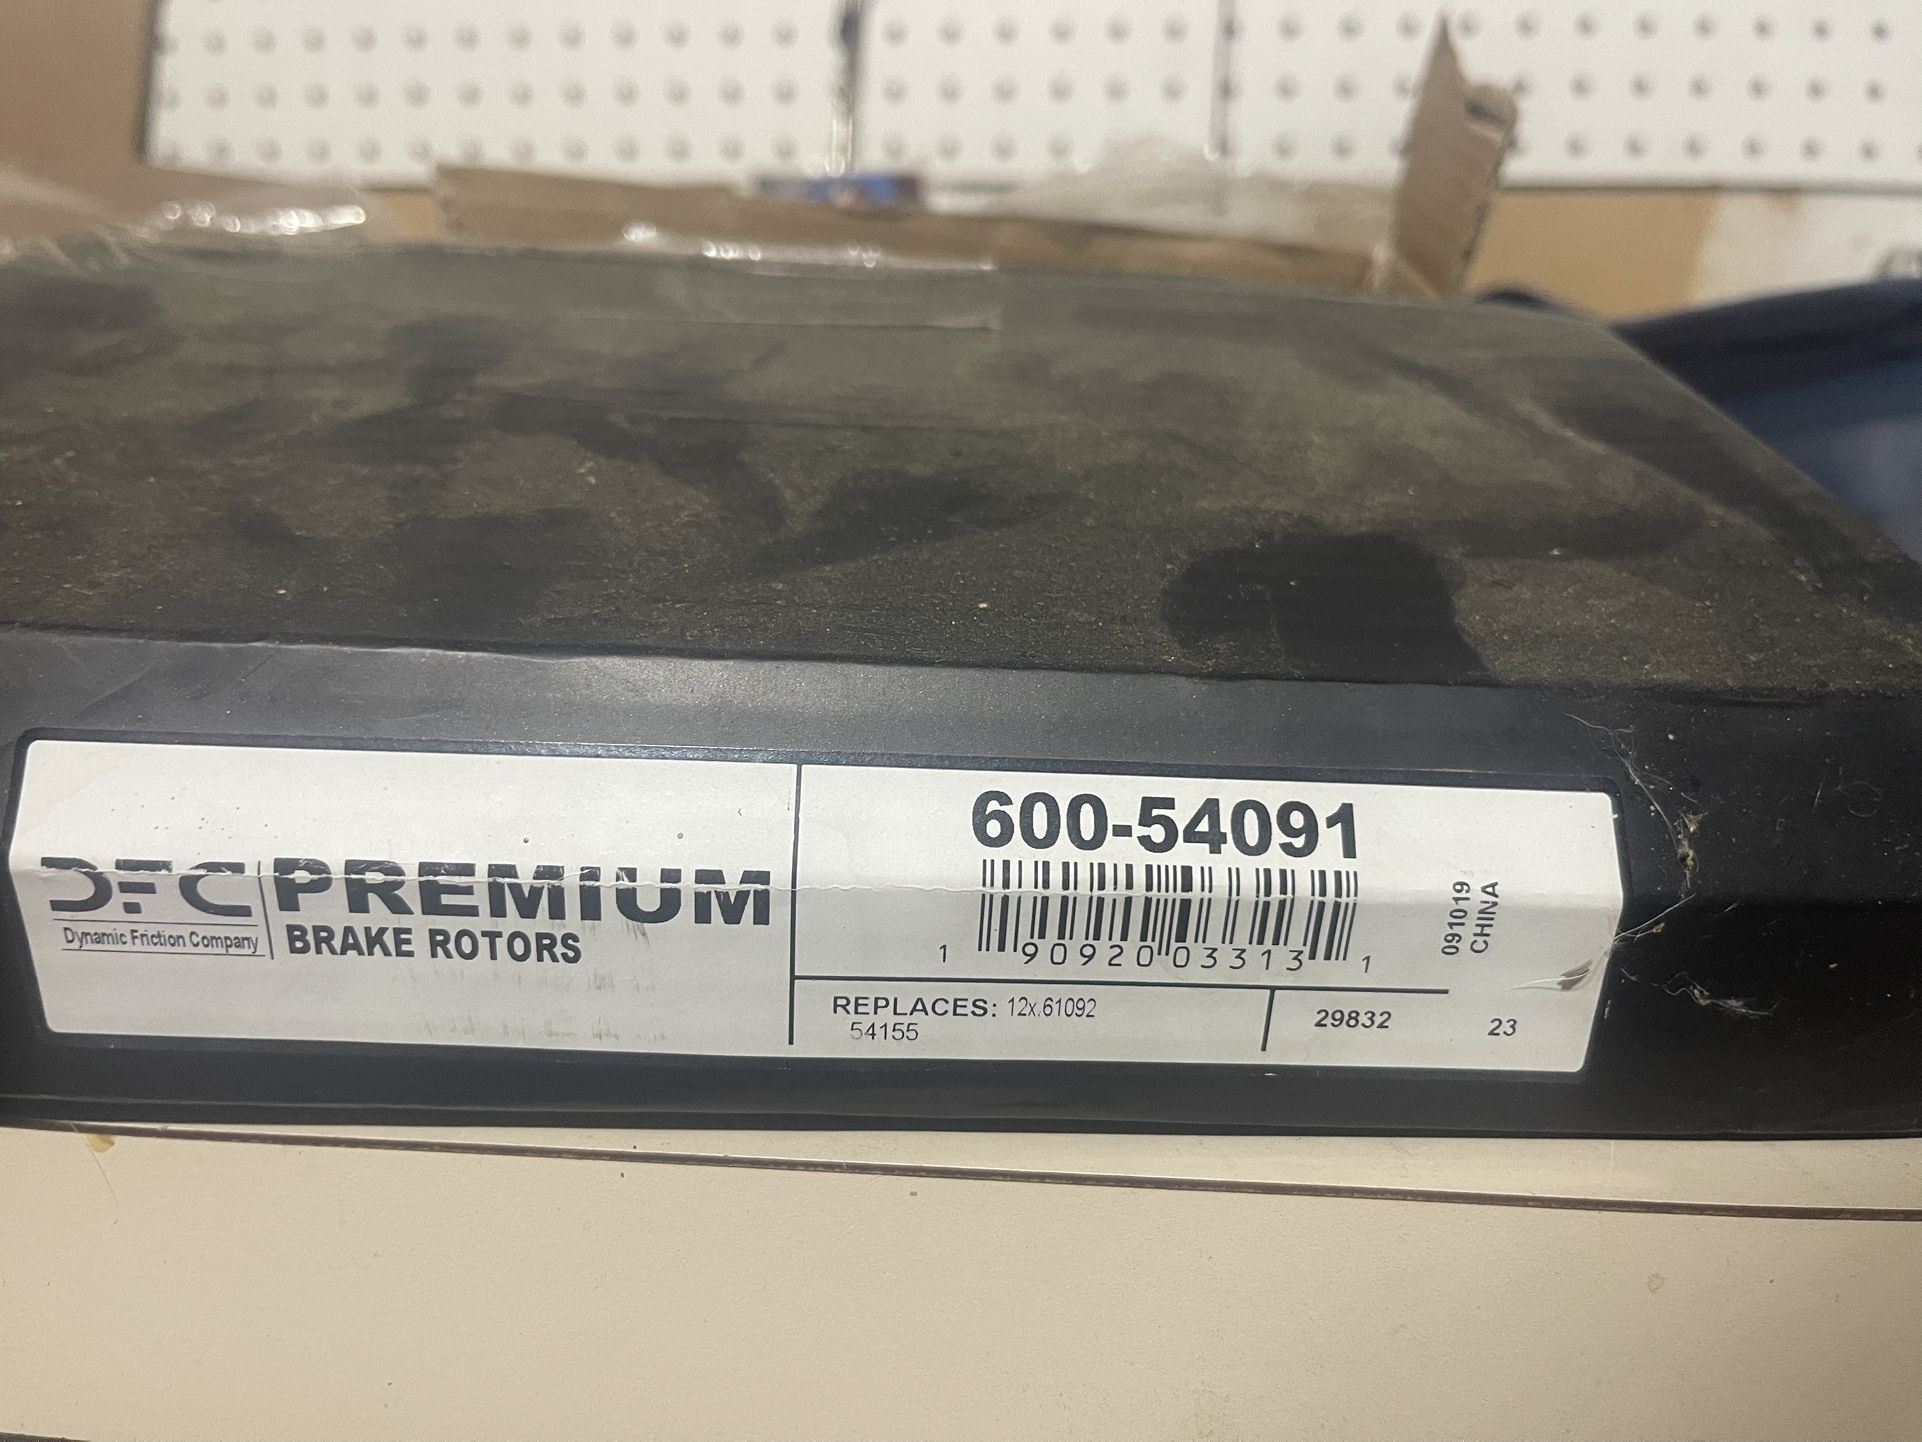 DFC PREMIUM
Dynamic Friction Company
BRAKE ROTORS
600-54091
1 90920 03313 1
091019
CHINA
REPLACES: 12x.61092
54155
29832
23